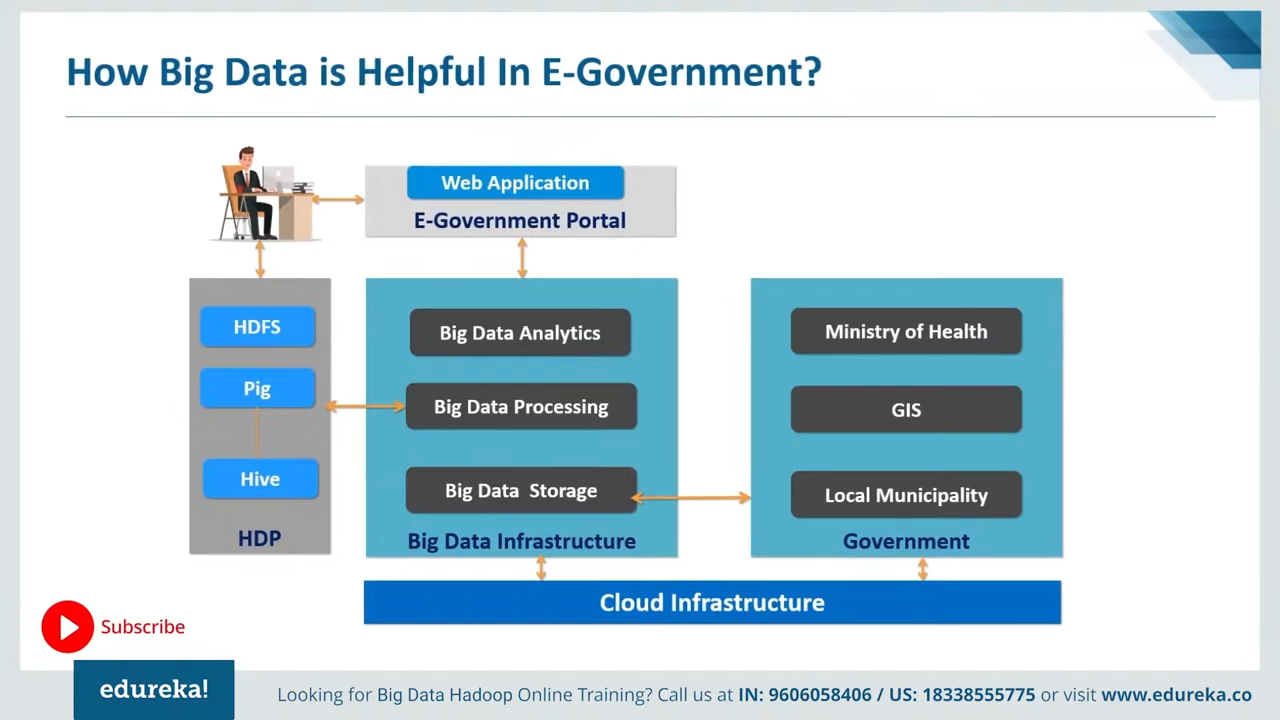 How Big Data is Helpful In E-Government?
Web Application
E-Government Portal
HDFS
Pig
Hive
HDP
Big Data Analytics
Big Data Processing
Big Data Storage
Big Data Infrastructure
Ministry of Health
GIS
Local Municipality
Government
Cloud Infrastructure
Subscribe
edureka!
Looking for Big Data Hadoop Online Training? Call us at IN: 9606058406 / US: 18338555775 or visit www.edureka.co